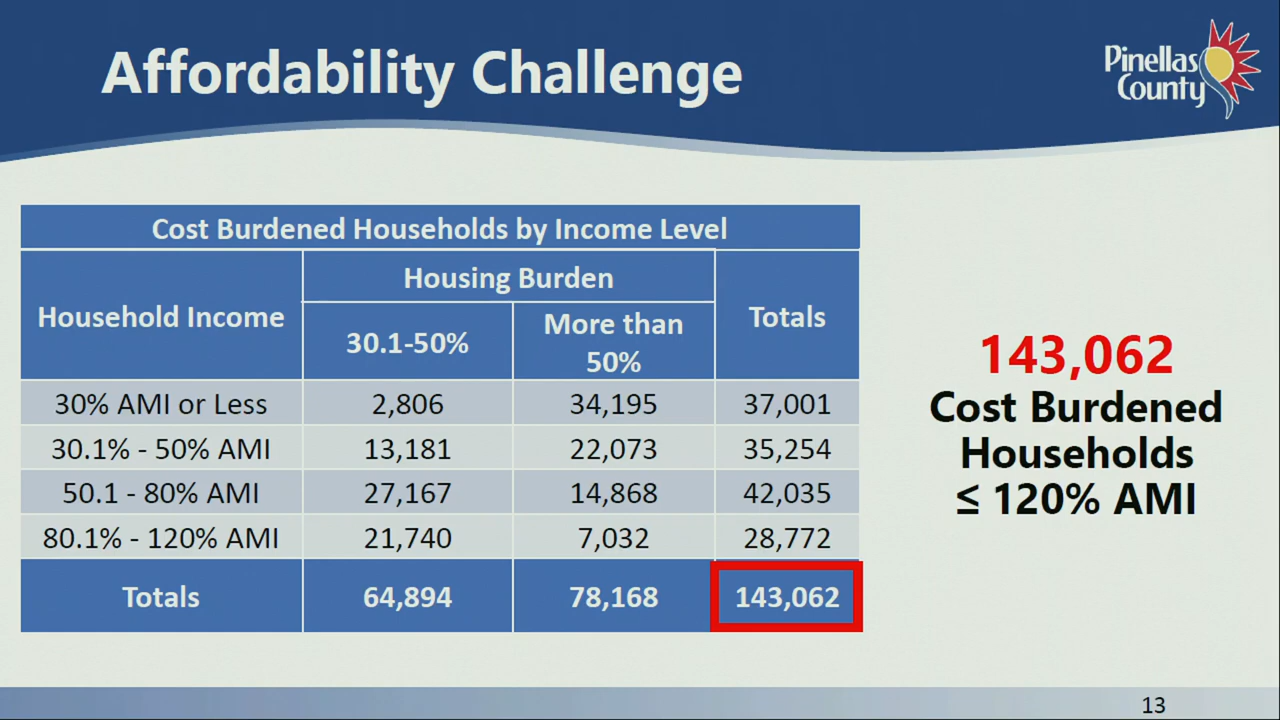 Affordability Challenge
Pinellas
County
Cost Burdened Households by Income Level
Household Income
Housing Burden
Totals
30.1-50%
More than
50%
30% AMI or Less 2,806 34,195 37,001
30.1% - 50% AMI 13,181 22,073 35,254
50.1 - 80% AMI 27,167 14,868 42,035
80.1% - 120% AMI 21,740 7,032 28,772
Totals 64,894 78,168 143,062
143,062
Cost Burdened
Households
≤ 120% AMI
13